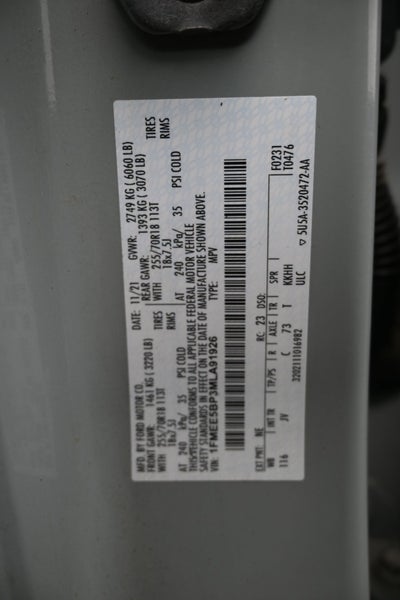 MFD. BY FORD MOTOR CO.
DATE: 11/21 GVWR: 2749 KG ( 6060 LB)
FRONT GAWR: 1461 KG ( 3220 LB) REAR GAWR: 1393 KG ( 3070 LB)
WITH 255/70R18 113T TIRES WITH 255/70R18 113T TIRES
18x7.5J RIMS 18x7.5J RIMS
AT 240 kPa/ 35 PSI COLD AT 240 kPa/ 35 PSI COLD
THIS VEHICLE CONFORMS TO ALL APPLICABLE FEDERAL MOTOR VEHICLE
SAFETY STANDARDS IN EFFECT ON THE DATE OF MANUFACTURE SHOWN ABOVE.
1FMEE5BP3MLA91926 TYPE: MPV
F0231
T0476
EXT PNT: NE RC: 23 DSO:
WB INT TR TP/PS R AXLE TR SPR
116 JV C 73 T KKHH
ULC
3202111016982
▽ 5U5A-3520472-AA